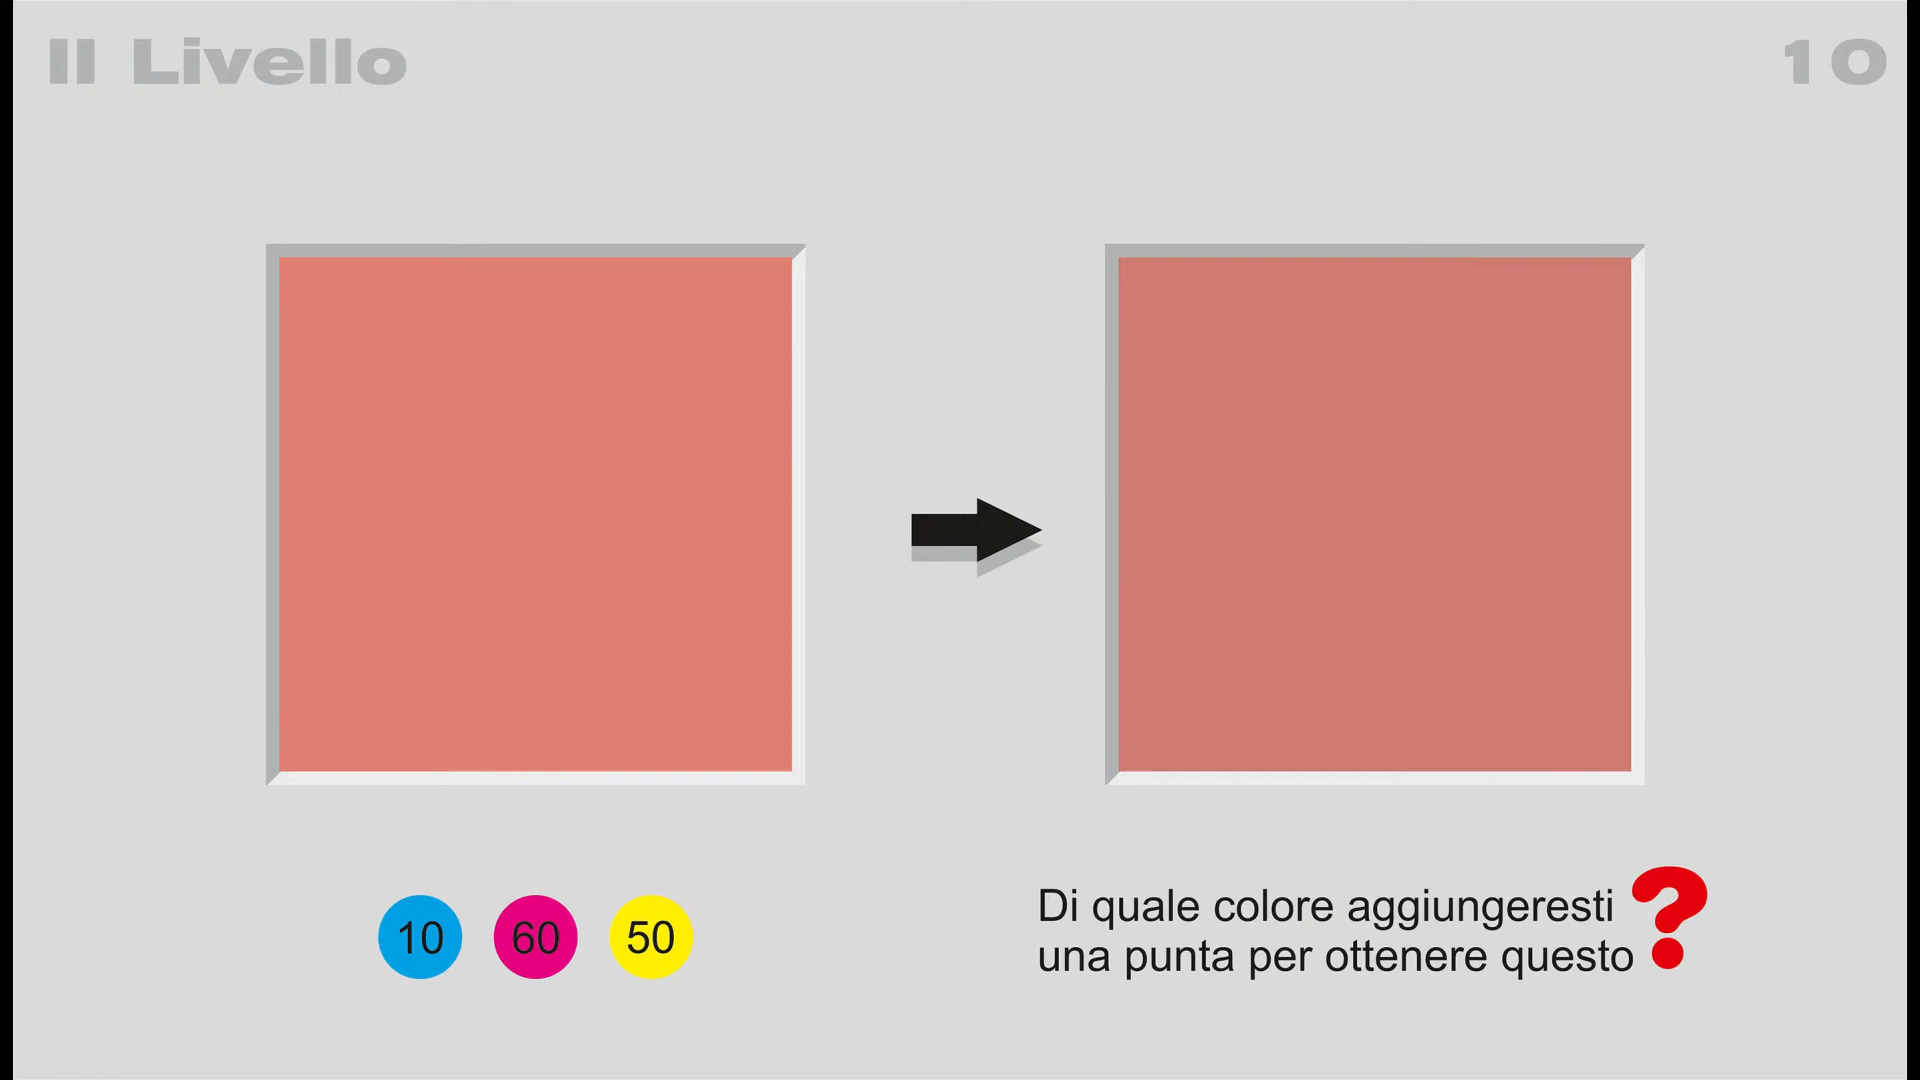 II Livello
10
10 60 50
Di quale colore aggiungeresti
una punta per ottenere questo ?